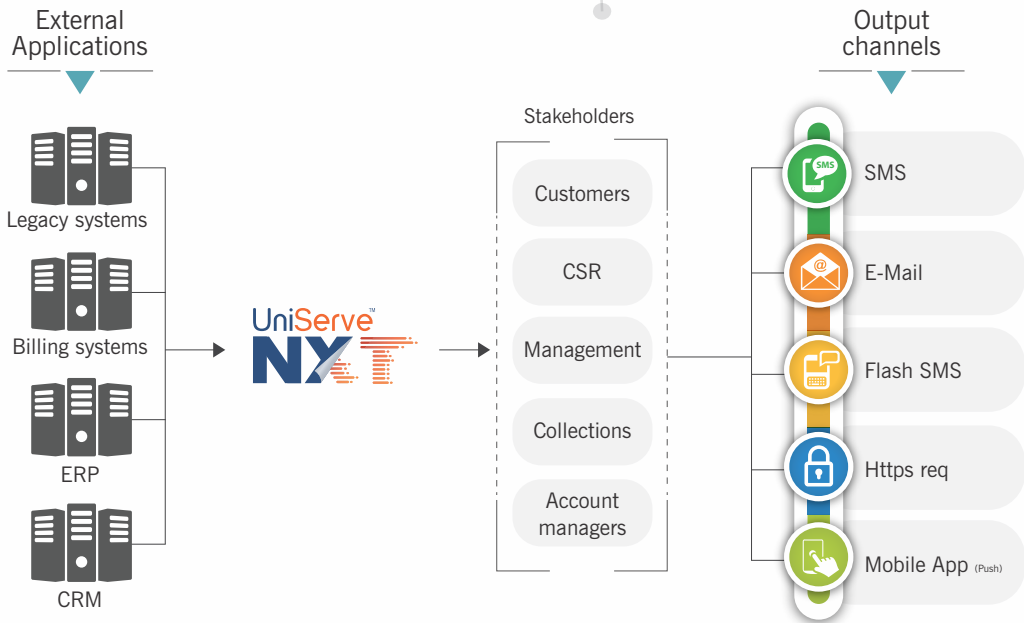 External
Applications
Legacy systems
Billing systems
ERP
CRM
UniServe™
NXT
Stakeholders
Customers
CSR
Management
Collections
Account
managers
Output
channels
SMS
SMS
@
E-Mail
Flash SMS
Https req
Mobile App (Push)